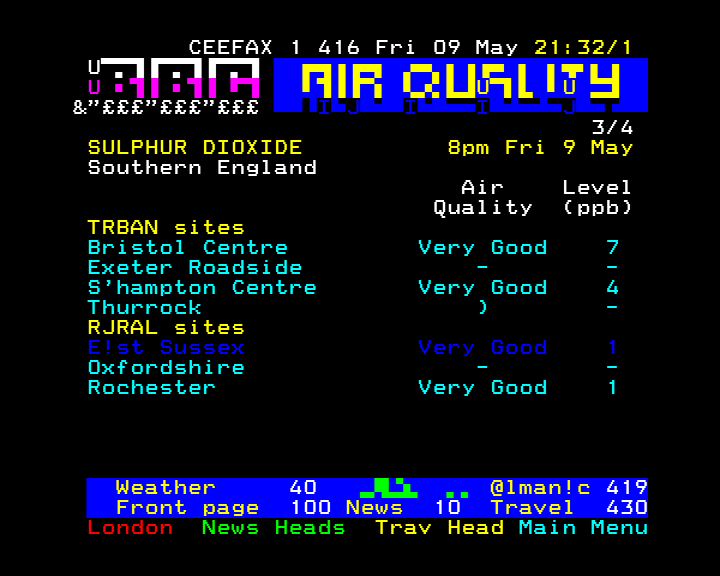 CEEFAX 1 416 Fri 09 May 21:32/1
BBC AIR QUALITY
&"£££"£££"£££
3/4
SULPHUR DIOXIDE 8pm Fri 9 May
Southern England
Air Level
Quality (ppb)
TRBAN sites
Bristol Centre Very Good 7
Exeter Roadside - -
S'hampton Centre Very Good 4
Thurrock ) -
RJRAL sites
E!st Sussex Very Good 1
Oxfordshire - -
Rochester Very Good 1
Weather 40 @lman!c 419
Front page 100 News 10 Travel 430
London News Heads Trav Head Main Menu